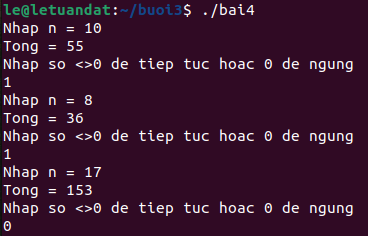 le@letuandat:~/buoi3$ ./bai4
Nhap n = 10
Tong = 55
Nhap so <>0 de tiep tuc hoac 0 de ngung
1
Nhap n = 8
Tong = 36
Nhap so <>0 de tiep tuc hoac 0 de ngung
1
Nhap n = 17
Tong = 153
Nhap so <>0 de tiep tuc hoac 0 de ngung
0